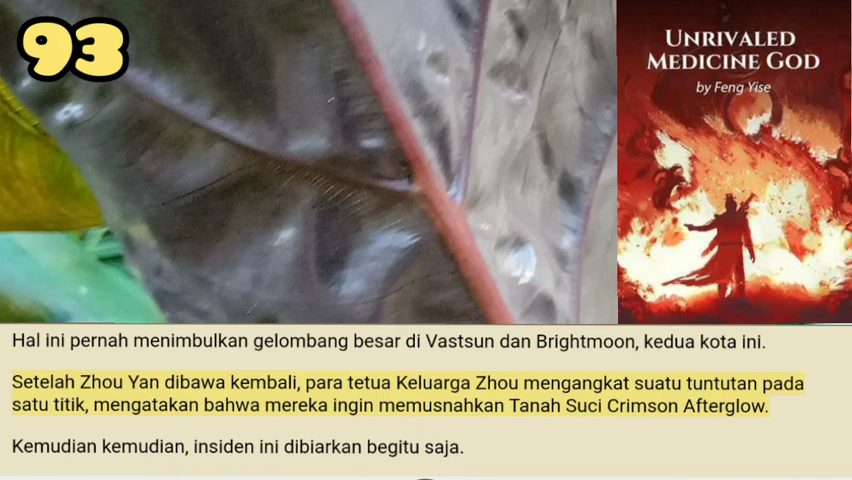 93
UNRIVALED
MEDICINE GOD
by Feng Yise
Hal ini pernah menimbulkan gelombang besar di Vastsun dan Brightmoon, kedua kota ini.
Setelah Zhou Yan dibawa kembali, para tetua Keluarga Zhou mengangkat suatu tuntutan pada
satu titik, mengatakan bahwa mereka ingin memusnahkan Tanah Suci Crimson Afterglow.
Kemudian kemudian, insiden ini dibiarkan begitu saja.